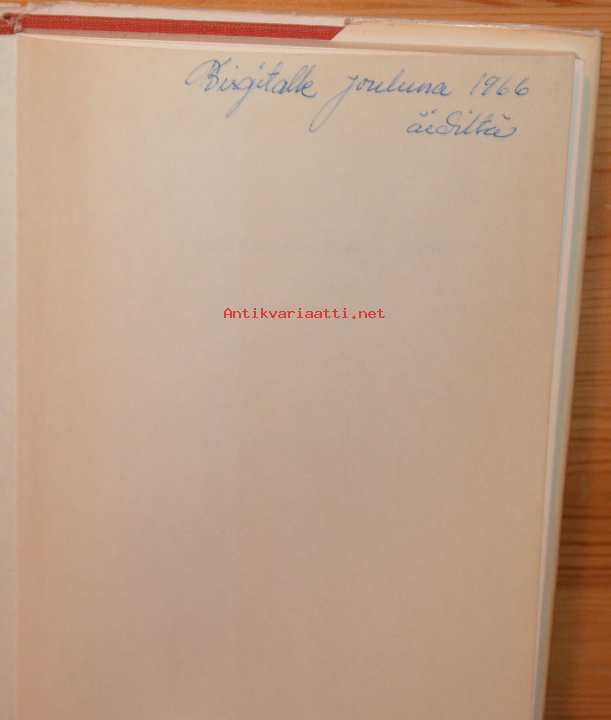 Birgitalle jouluna 1966
äidiltä
Antikvariaatti.net